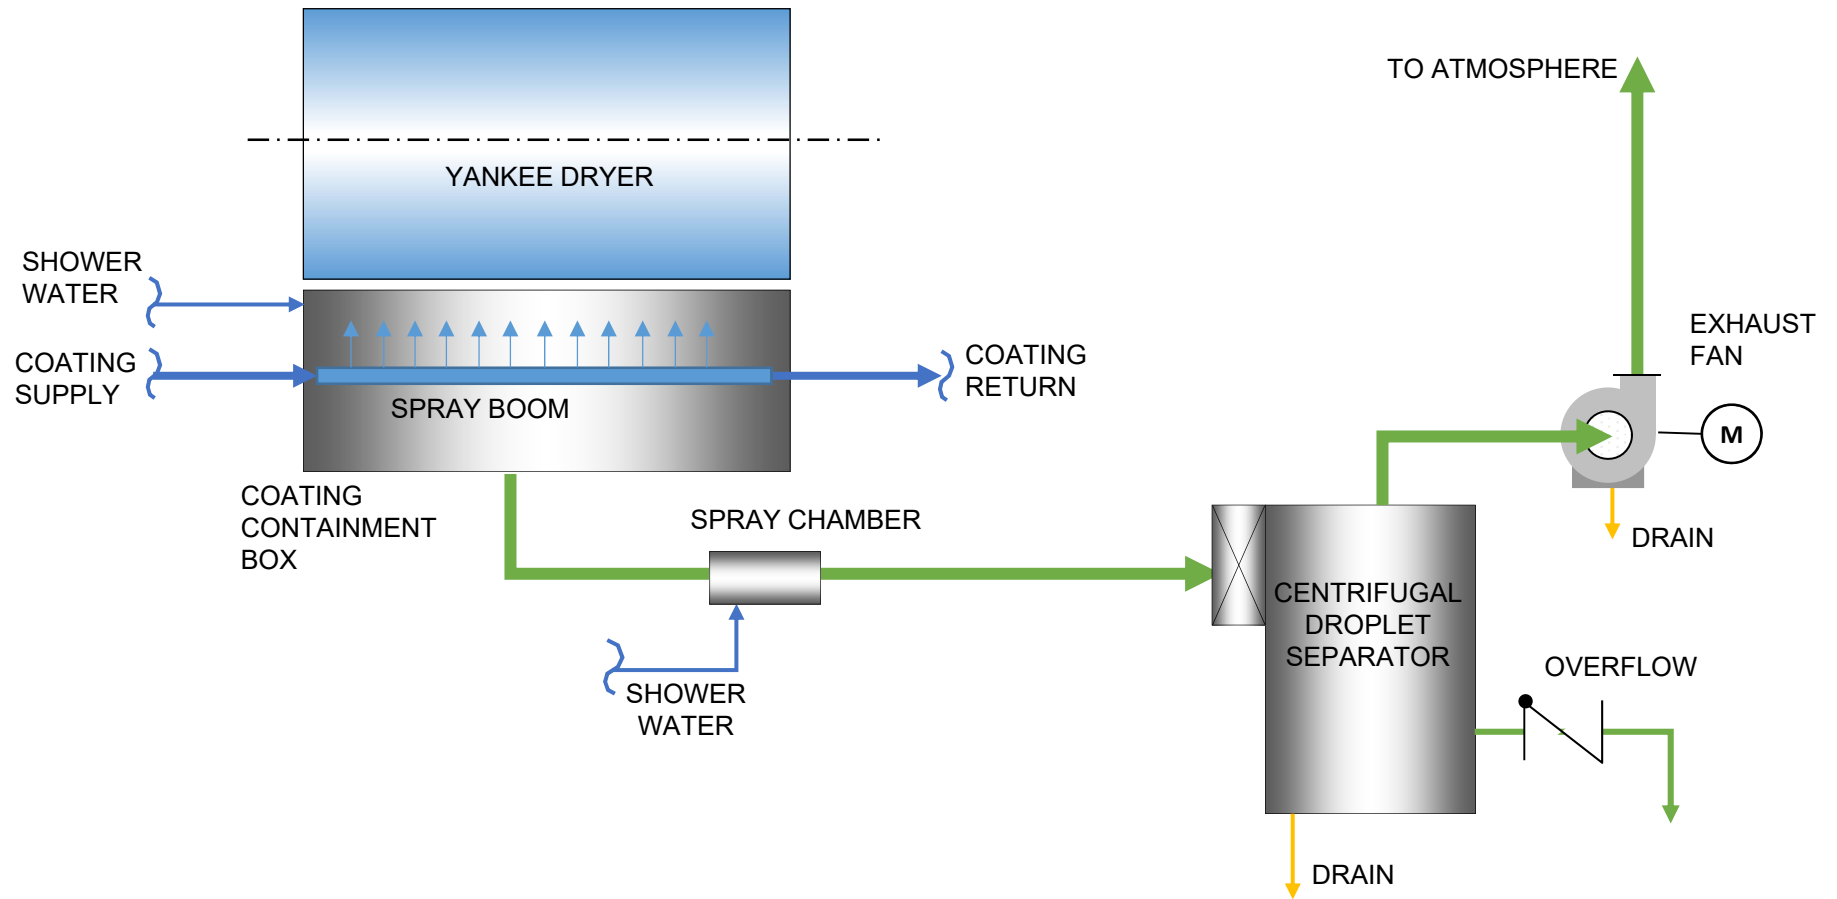 TO ATMOSPHERE
YANKEE DRYER
SHOWER
WATER
COATING
SUPPLY
SPRAY BOOM
COATING
RETURN
EXHAUST
FAN
M
COATING
CONTAINMENT
BOX
SPRAY CHAMBER
DRAIN
CENTRIFUGAL
DROPLET
SEPARATOR
SHOWER
WATER
OVERFLOW
DRAIN